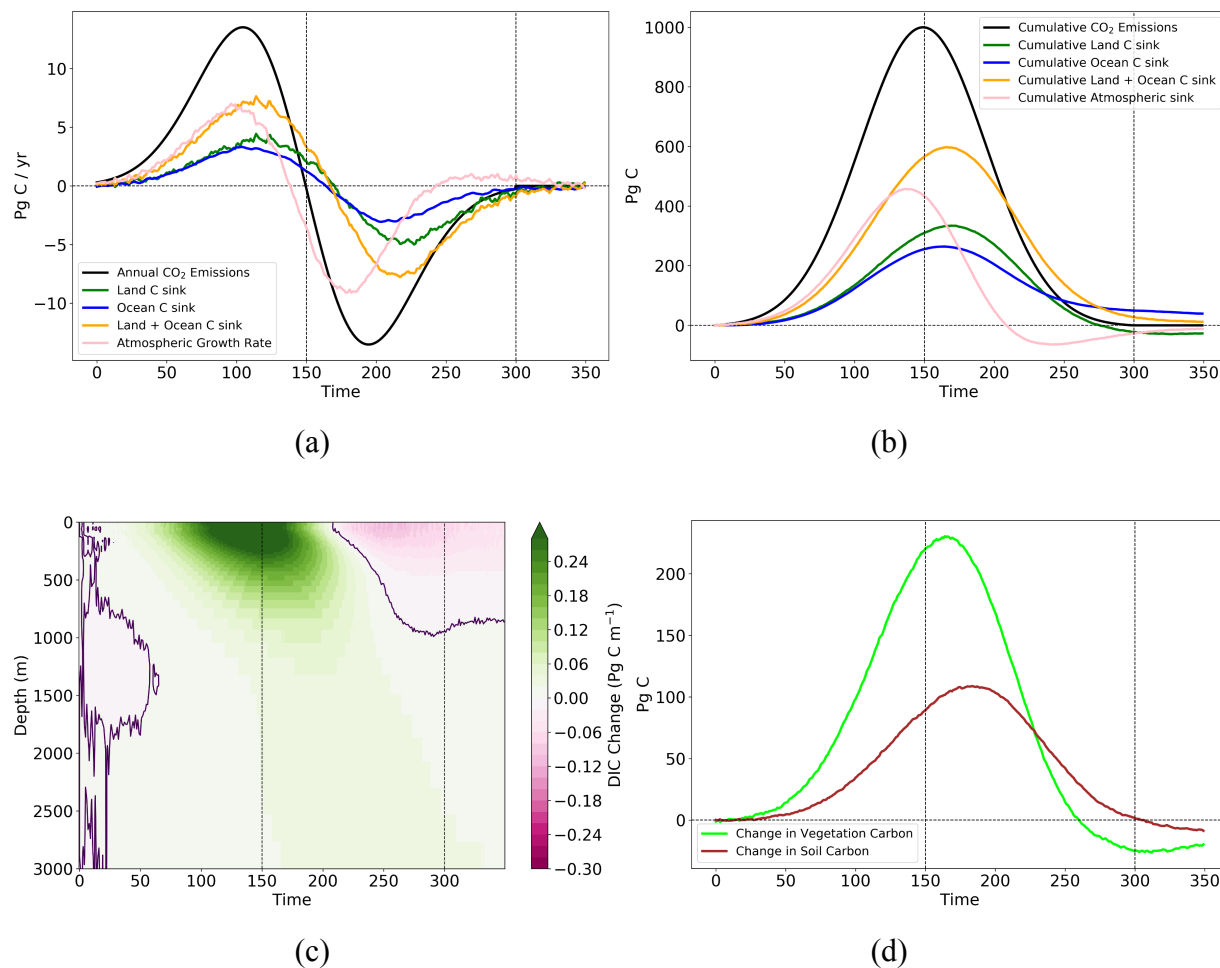 10
5
0
−5
−10
Pg C / yr
Annual CO₂ Emissions
Land C sink
Ocean C sink
Land + Ocean C sink
Atmospheric Growth Rate
0 50 100 150 200 250 300 350
Time
(a)
1000
800
600
400
200
0
Pg C
Cumulative CO₂ Emissions
Cumulative Land C sink
Cumulative Ocean C sink
Cumulative Land + Ocean C sink
Cumulative Atmospheric sink
0 50 100 150 200 250 300 350
Time
(b)
0
500
1000
1500
2000
2500
3000
Depth (m)
0 50 100 150 200 250 300
Time
0.24
0.18
0.12
0.06
0.00
−0.06
−0.12
−0.18
−0.24
−0.30
DIC Change (Pg C m⁻¹)
(c)
200
150
100
50
0
Pg C
Change in Vegetation Carbon
Change in Soil Carbon
0 50 100 150 200 250 300 350
Time
(d)